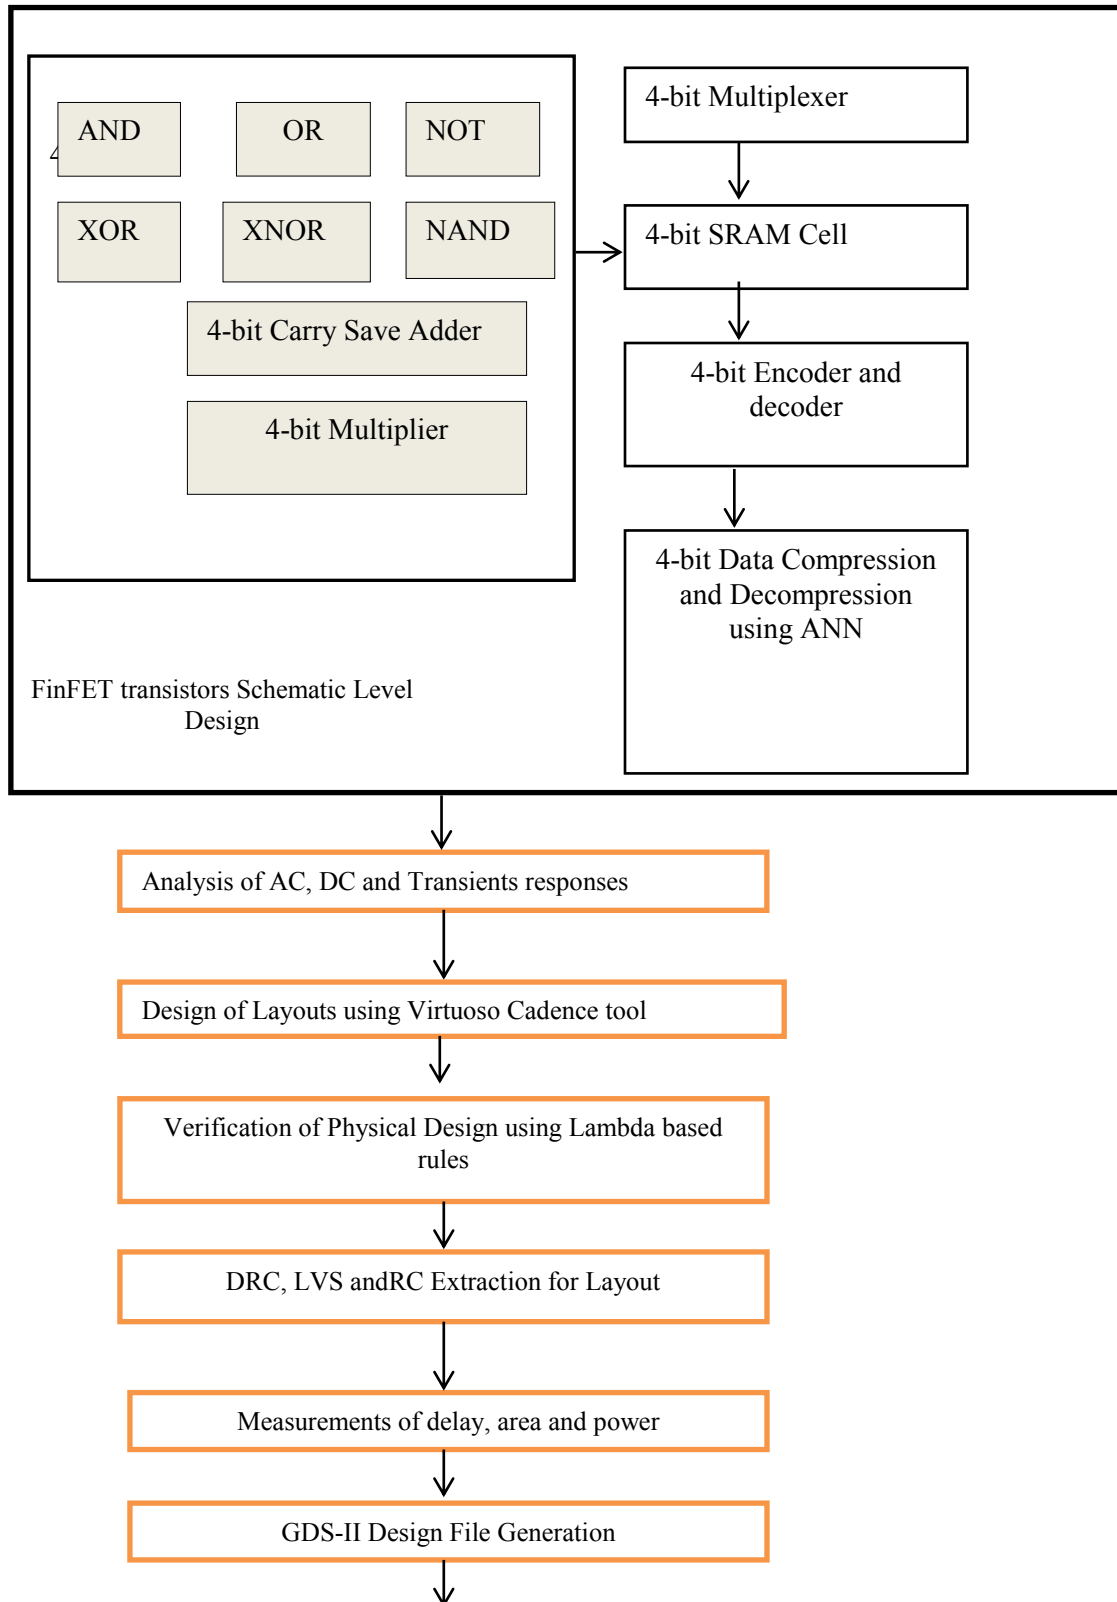 AND
OR
NOT
4
XOR
XNOR
NAND
4-bit Carry Save Adder
4-bit Multiplier
4-bit Multiplexer
4-bit SRAM Cell
4-bit Encoder and
decoder
4-bit Data Compression
and Decompression
using ANN
FinFET transistors Schematic Level
Design
Analysis of AC, DC and Transients responses
Design of Layouts using Virtuoso Cadence tool
Verification of Physical Design using Lambda based
rules
DRC, LVS andRC Extraction for Layout
Measurements of delay, area and power
GDS-II Design File Generation